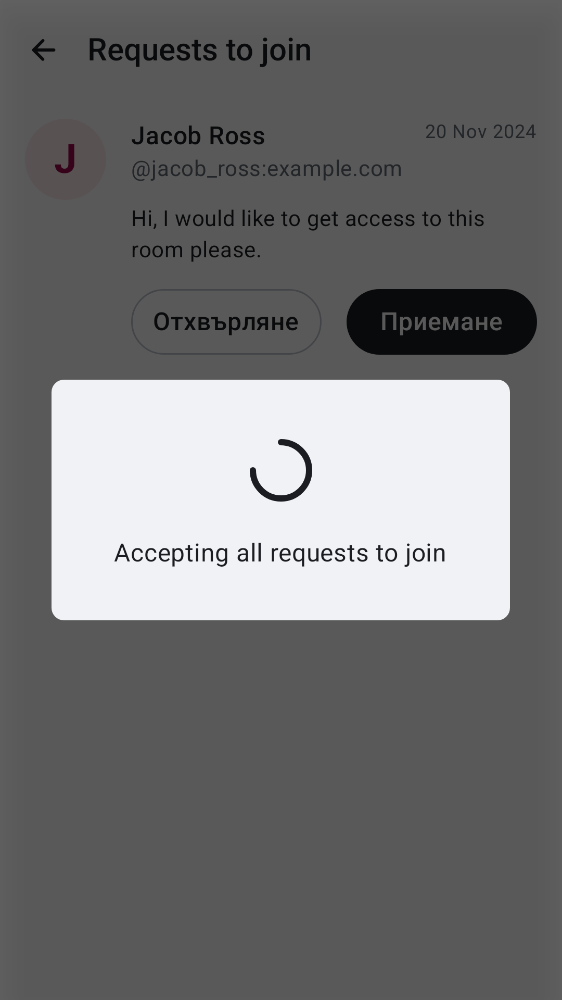 Requests to join
J
Jacob Ross
20 Nov 2024
@jacob_ross:example.com
Hi, I would like to get access to this
room please.
Отхвърляне
Приемане
Accepting all requests to join